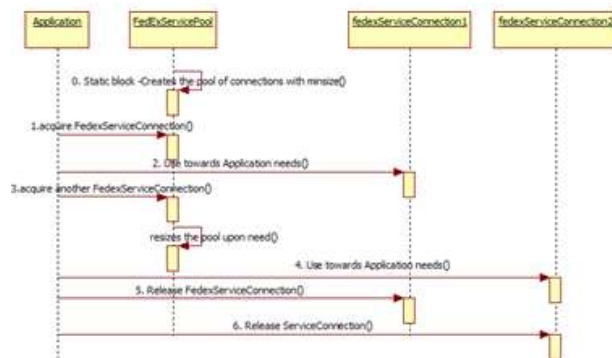 Application
FedExServicePool
fedexServiceConnection1
fedexServiceConnection2
0. Static block -Creates the pool of connections with minsize()
1.acquire FedexServiceConnection()
2. Use towards Application needs()
3.acquire another FedexServiceConnection()
resizes the pool upon need()
4. Use towards Application needs()
5. Release FedexServiceConnection()
6. Release ServiceConnection()